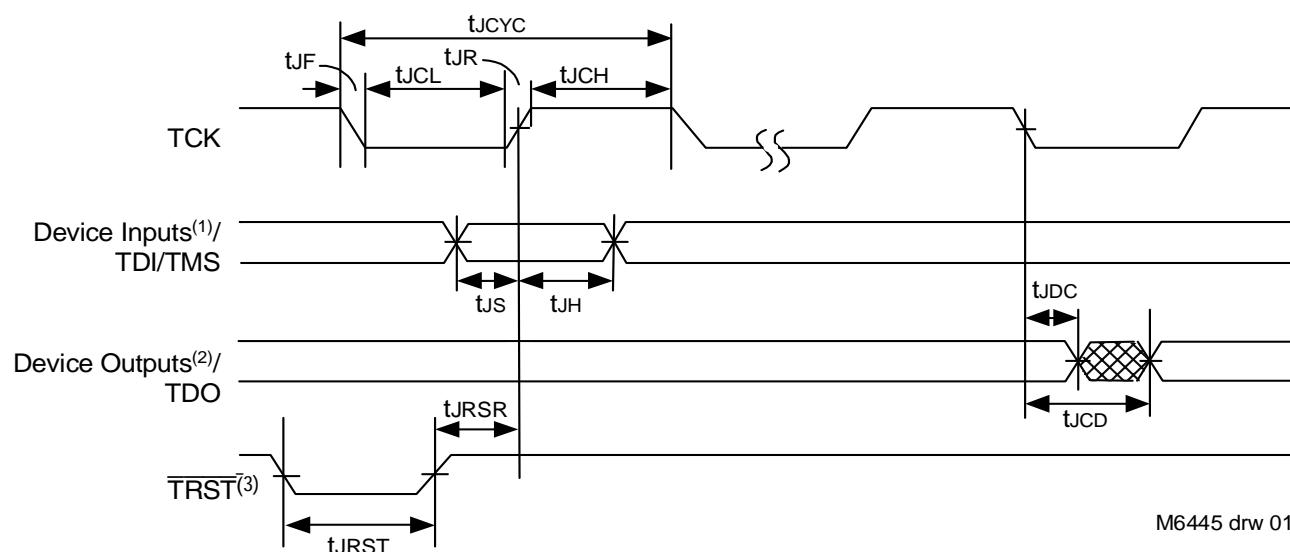 tJCYC
tJF
tJR
tJCL
tJCH
TCK
Device Inputs(1)/
TDI/TMS
tJS
tJH
tJDC
Device Outputs(2)/
TDO
tJRSR
tJCD
TRST(3)
M6445 drw 01
tJRST